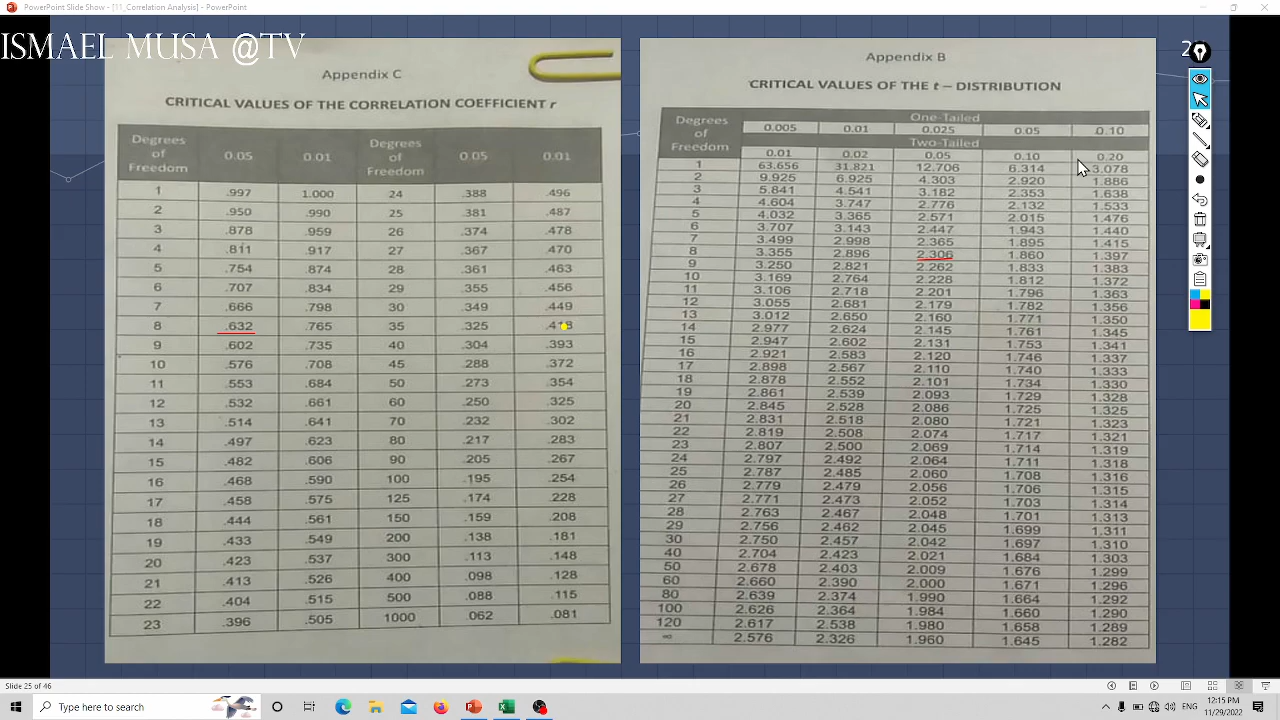 PowerPoint Slide Show - [11_Correlation Analysis] - PowerPoint
ISMAEL MUSA @TV
Appendix C
CRITICAL VALUES OF THE CORRELATION COEFFICIENT r
Degrees of Freedom 0.05 0.01 Degrees of Freedom 0.05 0.01
1 .997 1.000 24 .388 .496
2 .950 .990 25 .381 .487
3 .878 .959 26 .374 .478
4 .811 .917 27 .367 .470
5 .754 .874 28 .361 .463
6 .707 .834 29 .355 .456
7 .666 .798 30 .349 .449
8 .632 .765 35 .325
9 .602 .735 40 .304 .393
10 .576 .708 45 .288 .372
11 .553 .684 50 .273 .354
12 .532 .661 60 .250 .325
13 .514 .641 70 .232 .302
14 .497 .623 80 .217 .283
15 .482 .606 90 .205 .267
16 .468 .590 100 .195 .254
17 .458 .575 125 .174 .228
18 .444 .561 150 .159 .208
19 .433 .549 200 .138 .181
20 .423 .537 300 .113 .148
21 .413 .526 400 .098 .128
22 .404 .515 500 .088 .115
23 .396 .505 1000 .062 .081
Appendix B
CRITICAL VALUES OF THE t – DISTRIBUTION
Degrees of Freedom
One-Tailed
0.005 0.01 0.025 0.05 0.10
Two-Tailed
0.01 0.02 0.05 0.10 0.20
1 63.656 31.821 12.706 6.314 3.078
2 9.925 6.925 4.303 2.920 1.886
3 5.841 4.541 3.182 2.353 1.638
4 4.604 3.747 2.776 2.132 1.533
5 4.032 3.365 2.571 2.015 1.476
6 3.707 3.143 2.447 1.943 1.440
7 3.499 2.998 2.365 1.895 1.415
8 3.355 2.896 2.306 1.860 1.397
9 3.250 2.821 2.262 1.833 1.383
10 3.169 2.764 2.228 1.812 1.372
11 3.106 2.718 2.201 1.796 1.363
12 3.055 2.681 2.179 1.782 1.356
13 3.012 2.650 2.160 1.771 1.350
14 2.977 2.624 2.145 1.761 1.345
15 2.947 2.602 2.131 1.753 1.341
16 2.921 2.583 2.120 1.746 1.337
17 2.898 2.567 2.110 1.740 1.333
18 2.878 2.552 2.101 1.734 1.330
19 2.861 2.539 2.093 1.729 1.328
20 2.845 2.528 2.086 1.725 1.325
21 2.831 2.518 2.080 1.721 1.323
22 2.819 2.508 2.074 1.717 1.321
23 2.807 2.500 2.069 1.714 1.319
24 2.797 2.492 2.064 1.711 1.318
25 2.787 2.485 2.060 1.708 1.316
26 2.779 2.479 2.056 1.706 1.315
27 2.771 2.473 2.052 1.703 1.314
28 2.763 2.467 2.048 1.701 1.313
29 2.756 2.462 2.045 1.699 1.311
30 2.750 2.457 2.042 1.697 1.310
40 2.704 2.423 2.021 1.684 1.303
50 2.678 2.403 2.009 1.676 1.299
60 2.660 2.390 2.000 1.671 1.296
80 2.639 2.374 1.990 1.664 1.292
100 2.626 2.364 1.984 1.660 1.290
120 2.617 2.538 1.980 1.658 1.289
∞ 2.576 2.326 1.960 1.645 1.282
Slide 25 of 46
Type here to search
ENG
12:15 PM
11/29/2022